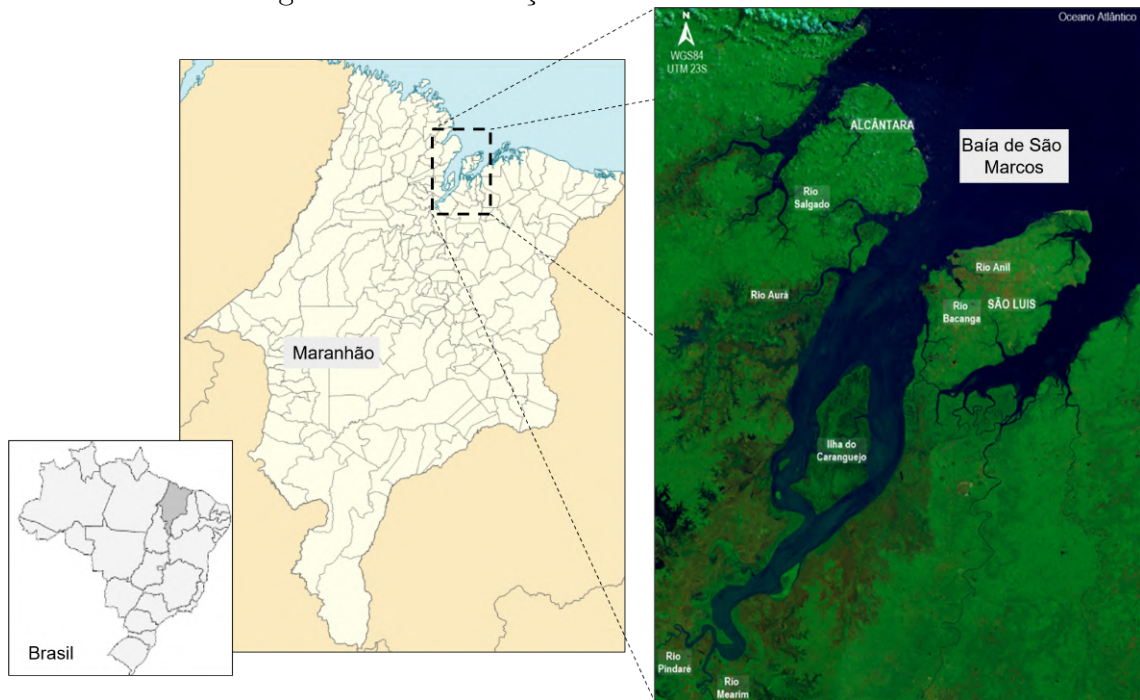 N
WGS84
UTM 23S
Oceano Atlântico
ALCÂNTARA
Baía de São
Marcos
Rio
Salgado
Rio Anil
Rio Aurá
Rio
Bacanga
SÃO LUIS
Maranhão
Ilha do
Caranguejo
Brasil
Rio
Pindaré
Rio
Mearim